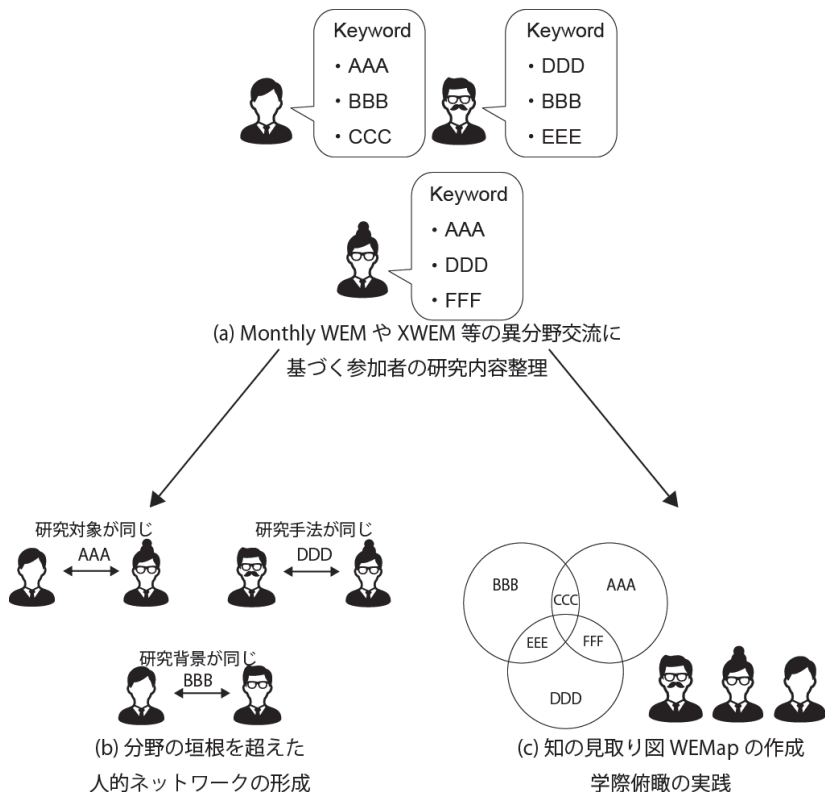 Keyword
・AAA
・BBB
・CCC
Keyword
・DDD
・BBB
・EEE
Keyword
・AAA
・DDD
・FFF
(a) Monthly WEM や XWEM 等の異分野交流に
基づく参加者の研究内容整理
研究対象が同じ
AAA
研究手法が同じ
DDD
研究背景が同じ
BBB
(b) 分野の垣根を超えた
人的ネットワークの形成
BBB
CCC
AAA
EEE
FFF
DDD
(c) 知の見取り図 WEMap の作成
学際俯瞰の実践